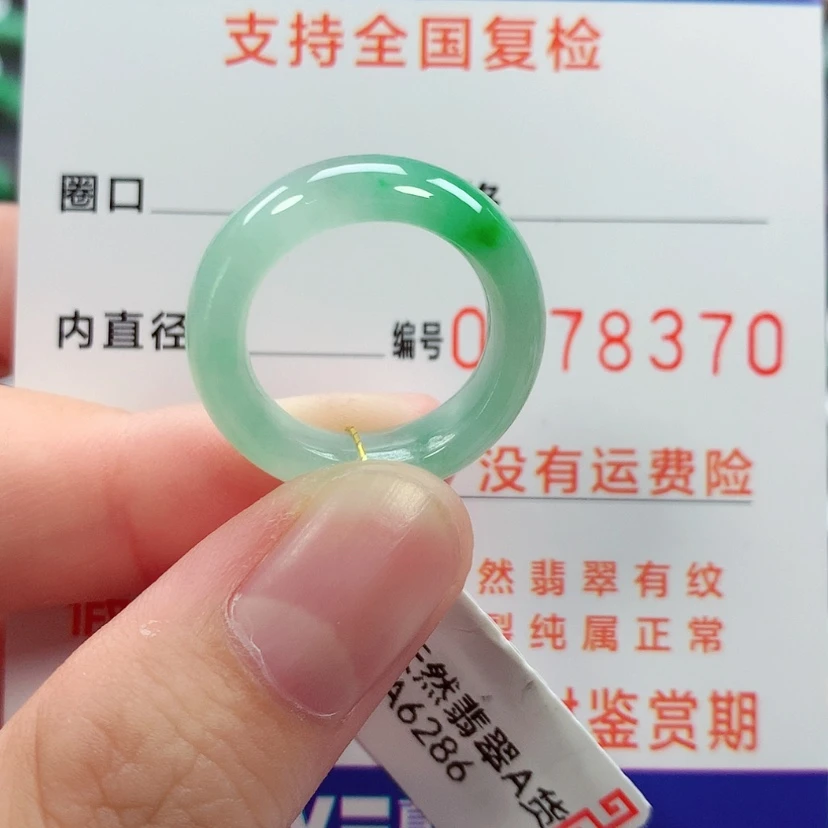 支持全国复检
圈口
内直径
编号0 78370
没有运费险
然翡翠有纹
纯属正常
鉴赏期
然翡翠A货
A6286